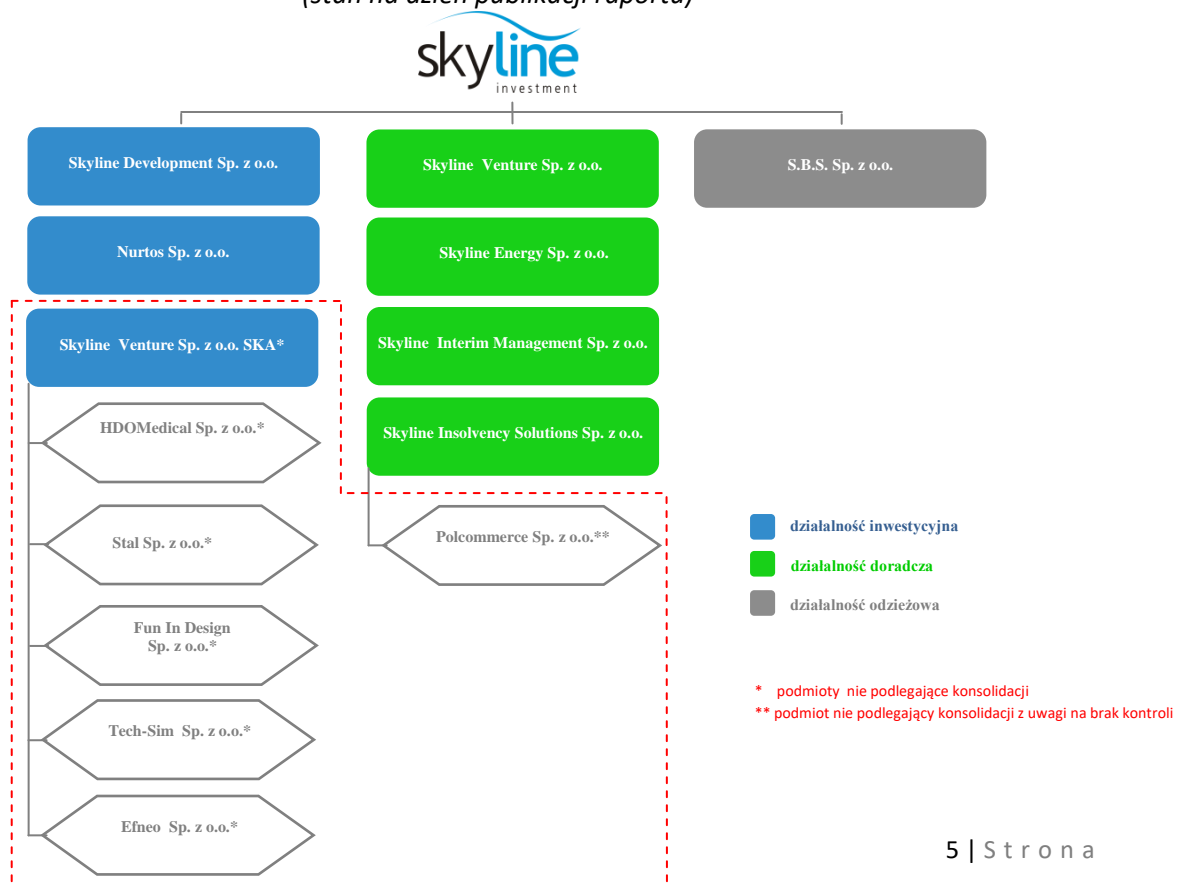 (stan na dzień publikacji raportu)
skyline
investment
Skyline Development Sp. z o.o.
Skyline Venture Sp. z o.o.
S.B.S. Sp. z o.o.
Nurtos Sp. z o.o.
Skyline Energy Sp. z o.o.
Skyline Venture Sp. z o.o. SKA*
Skyline Interim Management Sp. z o.o.
HDOMedical Sp. z o.o.*
Skyline Insolvency Solutions Sp. z o.o.
Stal Sp. z o.o.*
Polcommerce Sp. z o.o.**
Fun In Design
Sp. z o.o.*
Tech-Sim Sp. z o.o.*
Efneo Sp. z o.o.*
działalność inwestycyjna
działalność doradcza
działalność odzieżowa
* podmioty nie podlegające konsolidacji
** podmiot nie podlegający konsolidacji z uwagi na brak kontroli
5 | Strona